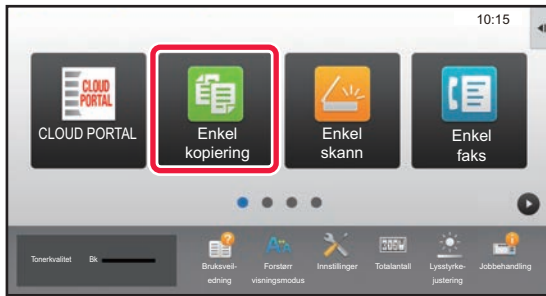 10:15
CLOUD
PORTAL
CLOUD PORTAL
Enkel
kopiering
Enkel
skann
Enkel
faks
Tonerkvalitet Bk
Bruksveil-
edning
Forstørr
visningsmodus
Innstillinger
Totalantall
Lysstyrke-
justering
Jobbehandling